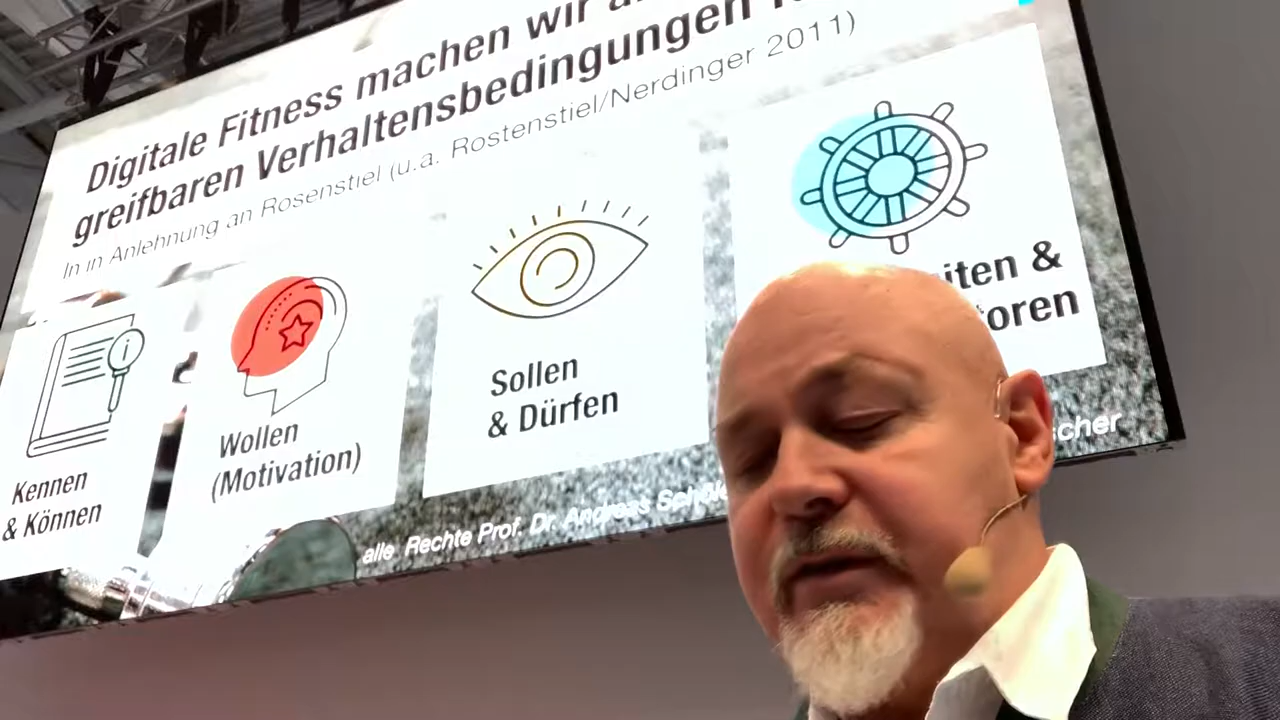 Digitale Fitness machen wir
greifbaren Verhaltensbedingungen
In in Anlehnung an Rosenstiel (u.a. Rostenstiel/Nerdinger 2011)
Kennen
& Können
Wollen
(Motivation)
Sollen
& Dürfen
iten &
toren
alle Rechte Prof. Dr. Andreas
scher